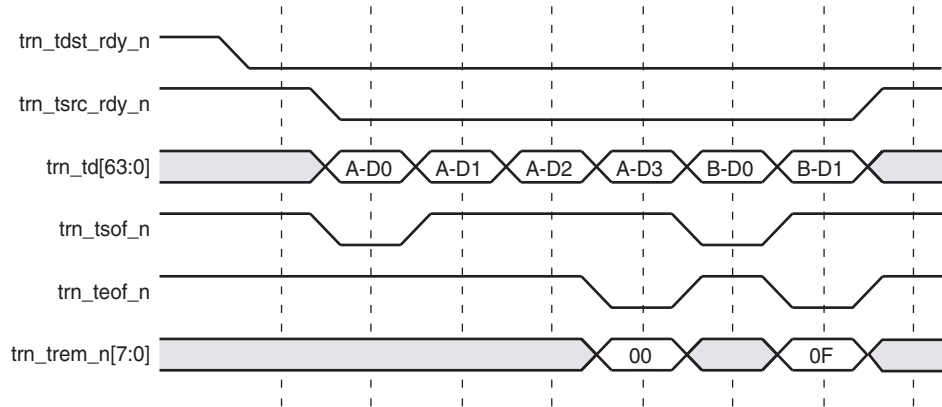 trn_tdst_rdy_n
trn_tsrc_rdy_n
trn_td[63:0] A-D0 A-D1 A-D2 A-D3 B-D0 B-D1
trn_tsof_n
trn_teof_n
trn_trem_n[7:0] 00 0F